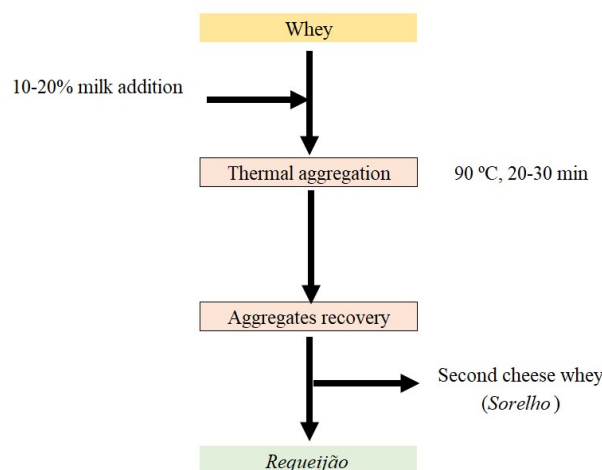 Whey
10-20% milk addition
Thermal aggregation
90 ºC, 20-30 min
Aggregates recovery
Second cheese whey
(Sorelho)
Requeijão